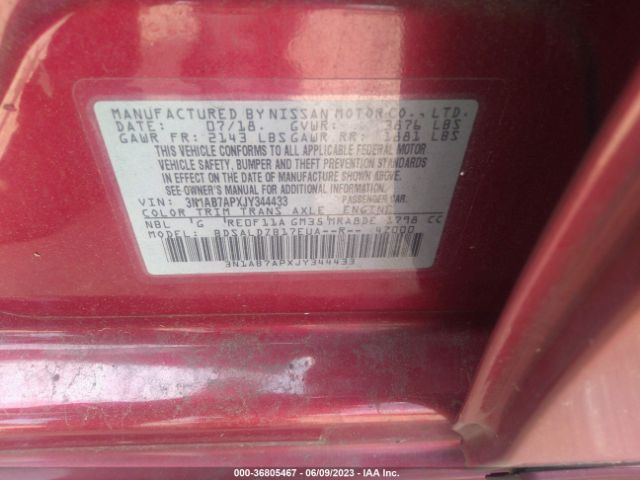 MANUFACTURED BY NISSAN MOTOR CO., LTD.
DATE: 07/18. GVWR: 3876 LBS
GAWR FR: 2143 LBS GAWR RR: 1881 LBS
THIS VEHICLE CONFORMS TO ALL APPLICABLE FEDERAL MOTOR
VEHICLE SAFETY, BUMPER AND THEFT PREVENTION STANDARDS
IN EFFECT ON THE DATE OF MANUFACTURE SHOWN ABOVE.
SEE OWNER'S MANUAL FOR ADDITIONAL INFORMATION.
VIN: 3N1AB7APXJY344433 PASSENGER CAR.
COLOR TRIM TRANS AXLE ENGINE
NBL 'G 'RE0F11A GM35 MRA8DE 1798 CC
MODEL: BDSALDZB17EUA--R-- 4Z000
3N1AB7APXJY344433
000-36805467 - 06/09/2023 - IAA Inc.